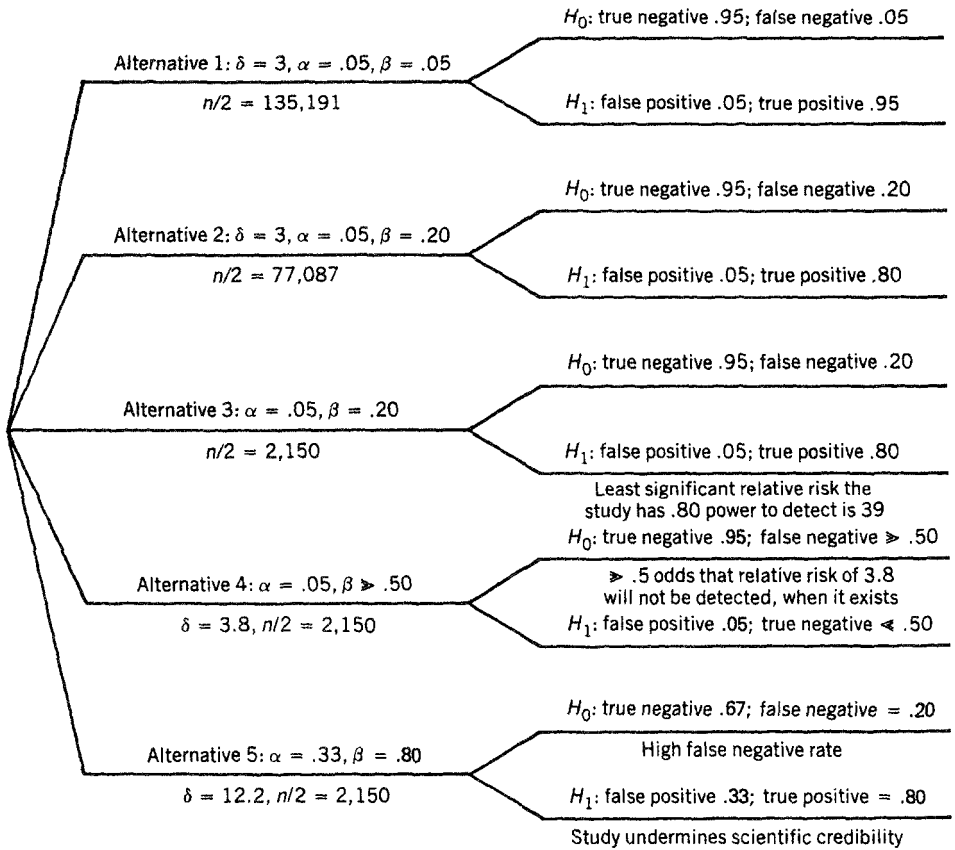 H₀: true negative .95; false negative .05
Alternative 1: δ = 3, α = .05, β = .05
n/2 = 135,191
H₁: false positive .05; true positive .95
H₀: true negative .95; false negative .20
Alternative 2: δ = 3, α = .05, β = .20
n/2 = 77,087
H₁: false positive .05; true positive .80
H₀: true negative .95; false negative .20
Alternative 3: α = .05, β = .20
n/2 = 2,150
H₁: false positive .05; true positive .80
Least significant relative risk the
study has .80 power to detect is 39
H₀: true negative .95; false negative ⪢ .50
Alternative 4: α = .05, β ⪢ .50
⪢ .5 odds that relative risk of 3.8
will not be detected, when it exists
δ = 3.8, n/2 = 2,150
H₁: false positive .05; true negative ⪡ .50
H₀: true negative .67; false negative = .20
Alternative 5: α = .33, β = .80
High false negative rate
δ = 12.2, n/2 = 2,150
H₁: false positive .33; true positive = .80
Study undermines scientific credibility